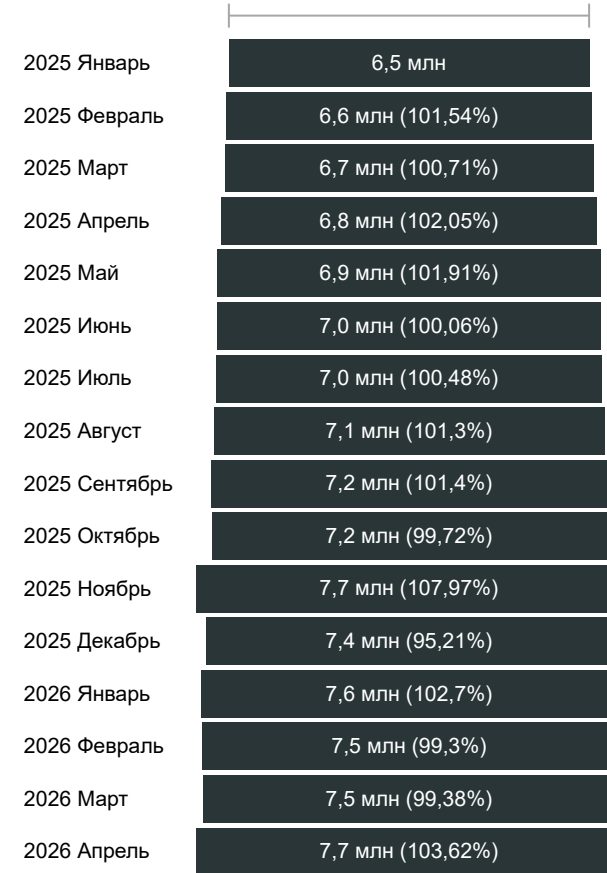 2025 Январь 6,5 млн
2025 Февраль 6,6 млн (101,54%)
2025 Март 6,7 млн (100,71%)
2025 Апрель 6,8 млн (102,05%)
2025 Май 6,9 млн (101,91%)
2025 Июнь 7,0 млн (100,06%)
2025 Июль 7,0 млн (100,48%)
2025 Август 7,1 млн (101,3%)
2025 Сентябрь 7,2 млн (101,4%)
2025 Октябрь 7,2 млн (99,72%)
2025 Ноябрь 7,7 млн (107,97%)
2025 Декабрь 7,4 млн (95,21%)
2026 Январь 7,6 млн (102,7%)
2026 Февраль 7,5 млн (99,3%)
2026 Март 7,5 млн (99,38%)
2026 Апрель 7,7 млн (103,62%)